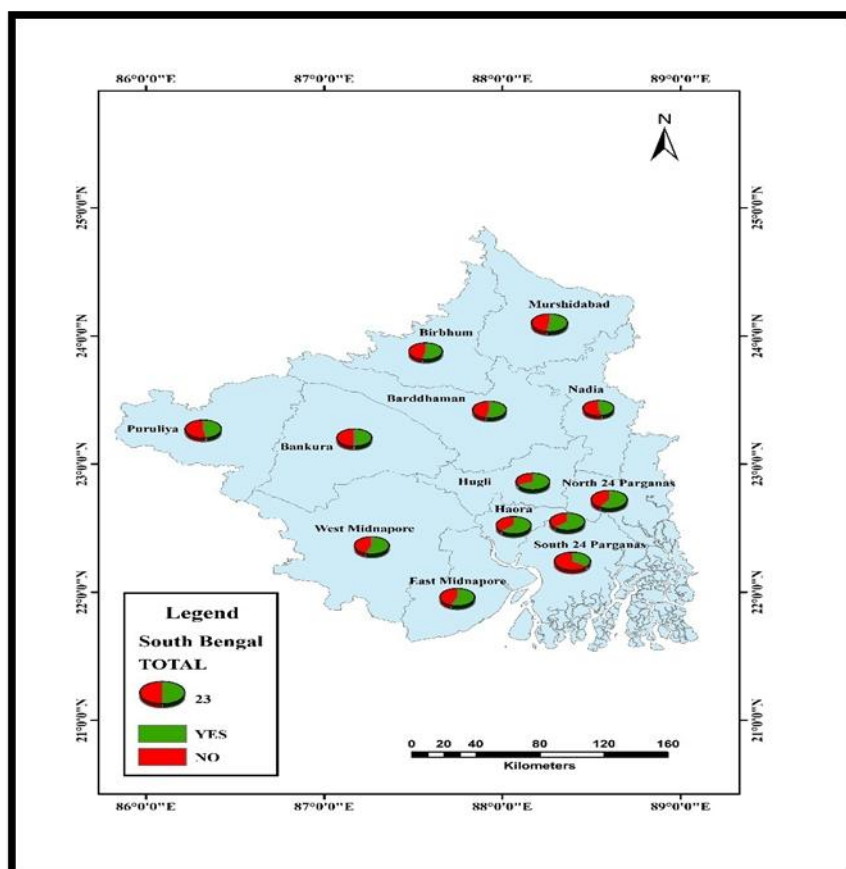 86°0'0"E 87°0'0"E 88°0'0"E 89°0'0"E
N
25°0'0"N 25°0'0"N
Murshidabad
24°0'0"N 24°0'0"N
Birbhum
Nadia
Barddhaman
Puruliya
Bankura
23°0'0"N 23°0'0"N
Hugli North 24 Parganas
Haora
West Midnapore
South 24 Parganas
East Midnapore
22°0'0"N 22°0'0"N
Legend
South Bengal
TOTAL
23
YES
NO
21°0'0"N 21°0'0"N
0 20 40 80 120 160
Kilometers
86°0'0"E 87°0'0"E 88°0'0"E 89°0'0"E